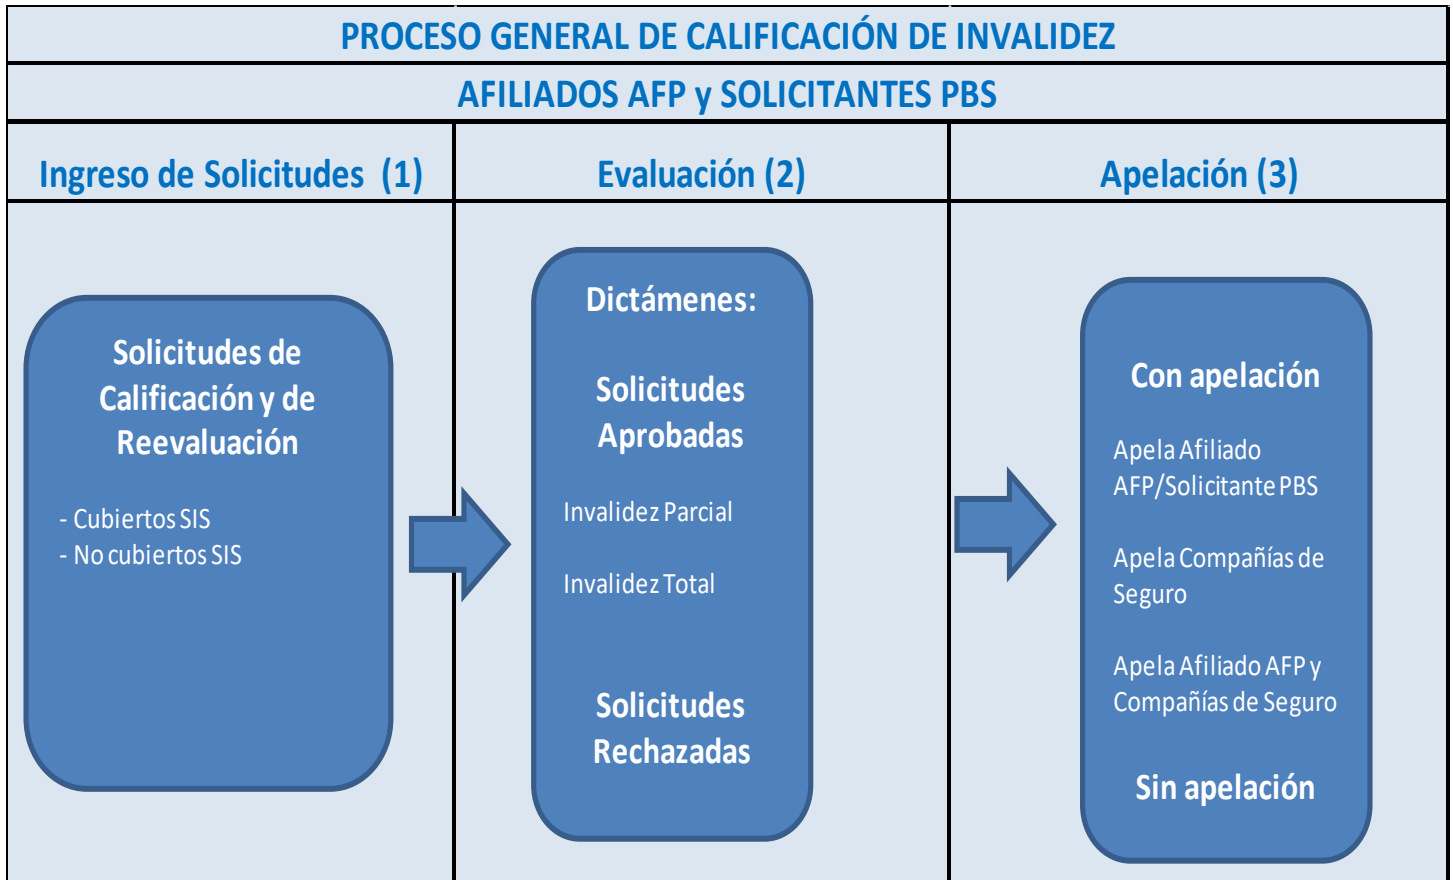 PROCESO GENERAL DE CALIFICACIÓN DE INVALIDEZ
AFILIADOS AFP y SOLICITANTES PBS
Ingreso de Solicitudes (1)
Solicitudes de
Calificación y de
Reevaluación
- Cubiertos SIS
- No cubiertos SIS
Evaluación (2)
Dictámenes:
Solicitudes
Aprobadas
Invalidez Parcial
Invalidez Total
Solicitudes
Rechazadas
Apelación (3)
Con apelación
Apela Afiliado
AFP/Solicitante PBS
Apela Compañías de
Seguro
Apela Afiliado AFP y
Compañías de Seguro
Sin apelación